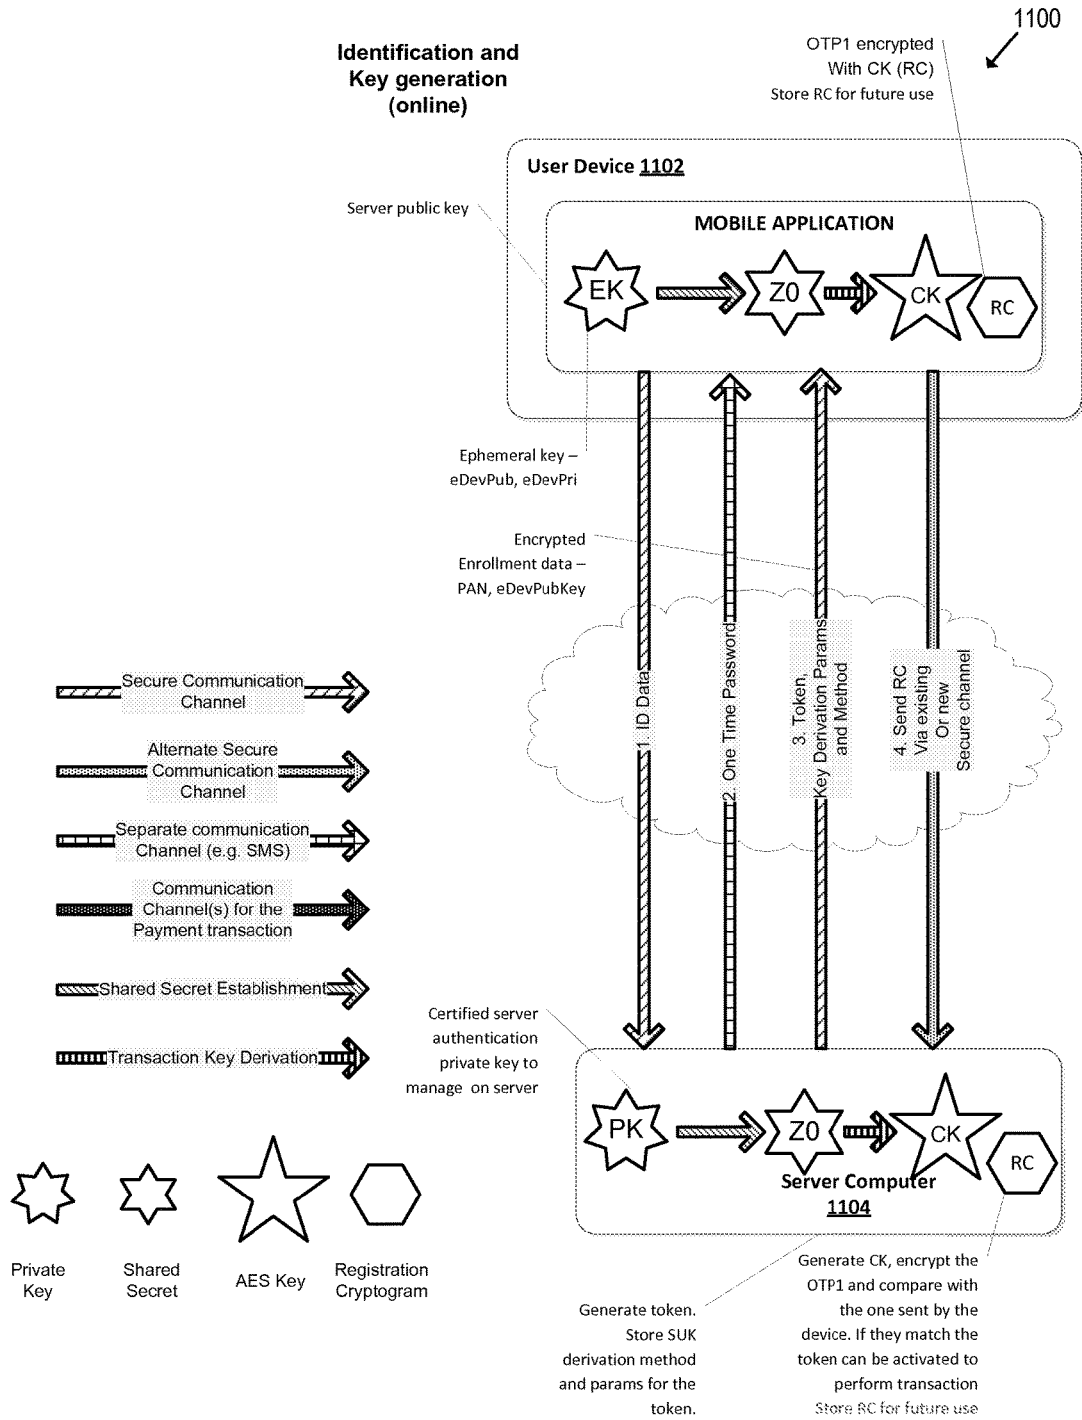 1100
Identification and
Key generation
(online)
OTP1 encrypted
With CK (RC)
Store RC for future use
User Device 1102
Server public key
MOBILE APPLICATION
EK
Z0
CK
RC
Ephemeral key –
eDevPub, eDevPri
Encrypted
Enrollment data –
PAN, eDevPubKey
1. ID Data
2. One Time Password
3. Token,
Key Derivation Params
and Method
4. Send RC
Via existing
Or new
Secure channel
Secure Communication
Channel
Alternate Secure
Communication
Channel
Separate communication
Channel (e.g. SMS)
Communication
Channel(s) for the
Payment transaction
Shared Secret Establishment
Transaction Key Derivation
Certified server
authentication
private key to
manage on server
PK
Z0
CK
RC
Server Computer
1104
Private
Key
Shared
Secret
AES Key
Registration
Cryptogram
Generate token.
Store SUK
derivation method
and params for the
token.
Generate CK, encrypt the
OTP1 and compare with
the one sent by the
device. If they match the
token can be activated to
perform transaction
Store RC for future use